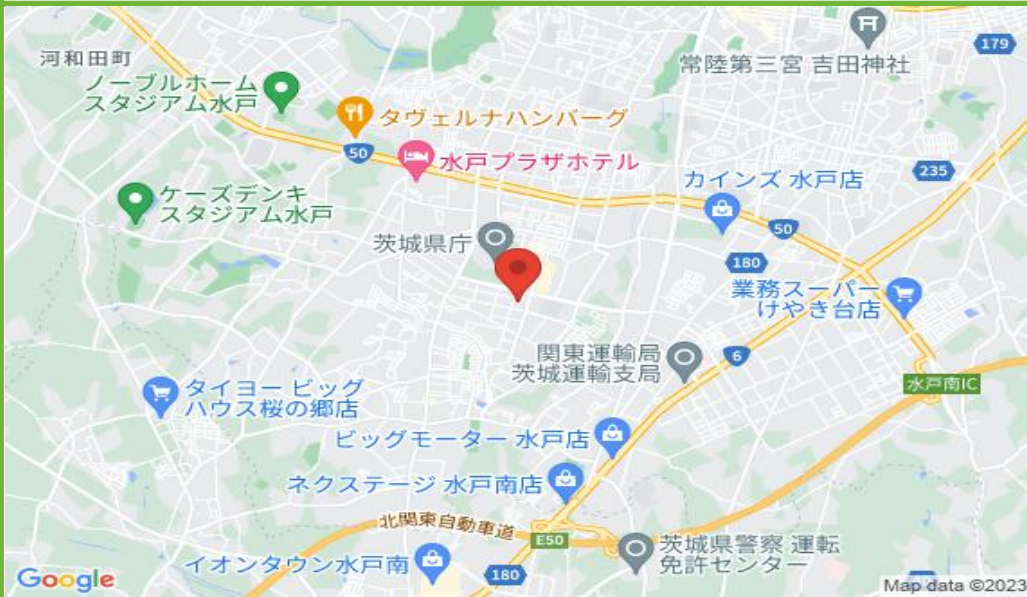 179
河和田町
常陸第三宮 吉田神社
ノーブルホーム
スタジアム水戸
タヴェルナハンバーグ
50
水戸プラザホテル
235
カインズ 水戸店
ケーズデンキ
スタジアム水戸
50
茨城県庁
180
業務スーパー
けやき台店
関東運輸局
茨城運輸支局
6
水戸南IC
タイヨー ビッグ
ハウス桜の郷店
ビッグモーター 水戸店
ネクステージ 水戸南店
北関東自動車道
E50
茨城県警察 運転
免許センター
イオンタウン水戸南
180
Google
Map data ©2023